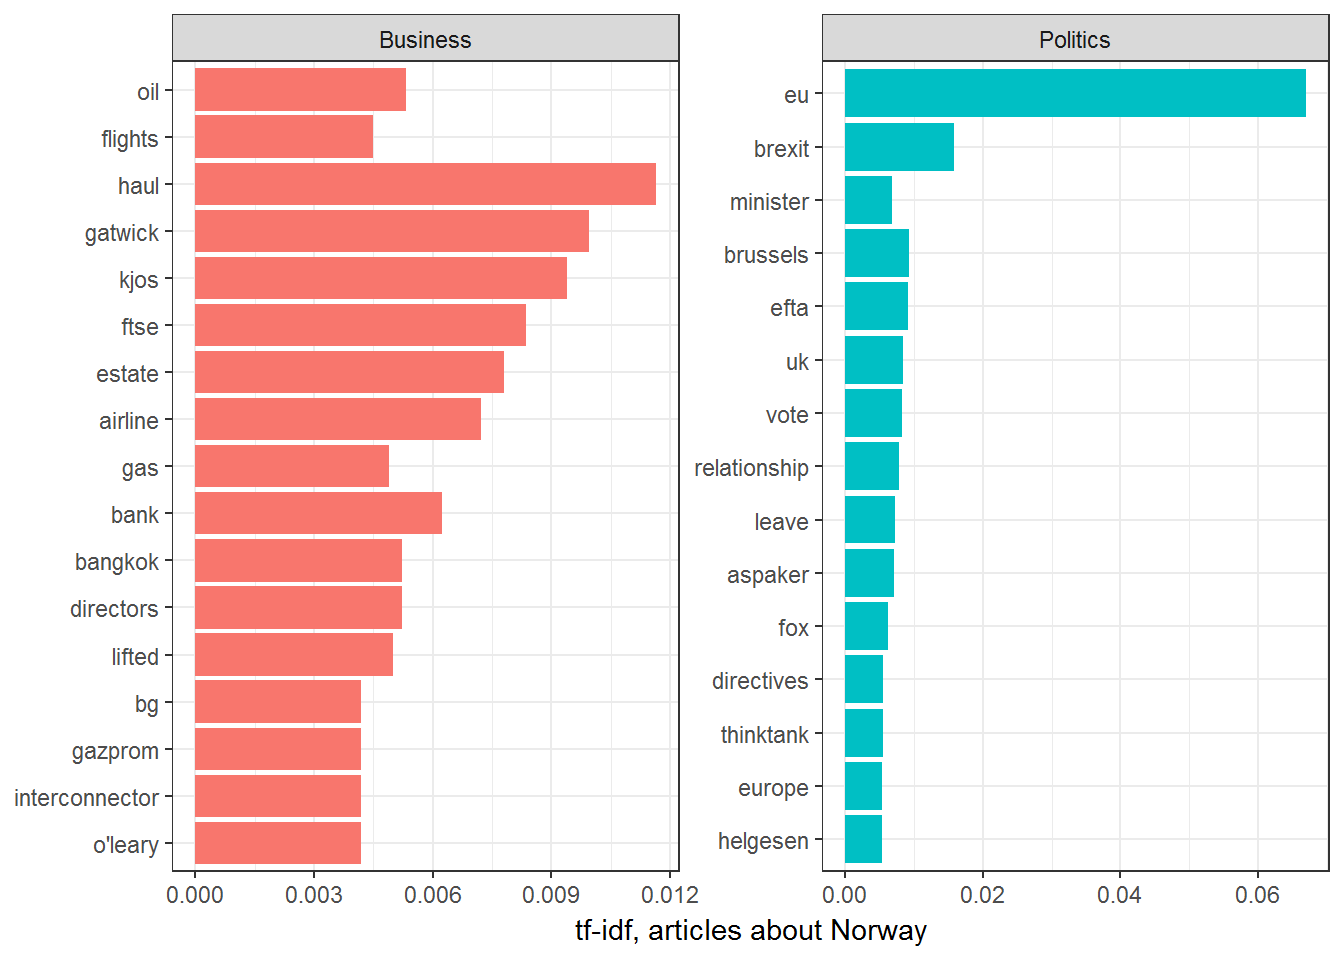 Business
oil
flights
haul
gatwick
kjos
ftse
estate
airline
gas
bank
bangkok
directors
lifted
bg
gazprom
interconnector
o'leary
0.000 0.003 0.006 0.009 0.012
Politics
eu
brexit
minister
brussels
efta
uk
vote
relationship
leave
aspaker
fox
directives
thinktank
europe
helgesen
0.00 0.02 0.04 0.06
tf-idf, articles about Norway